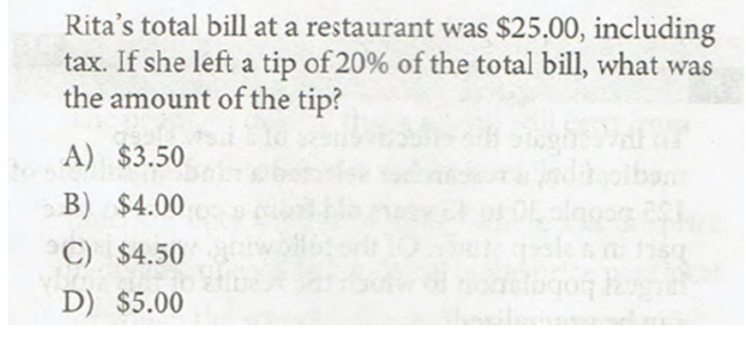 Rita's total bill at a restaurant was $25.00, including
tax. If she left a tip of 20% of the total bill, what was
the amount of the tip?
A) $3.50
B) $4.00
C) $4.50
D) $5.00